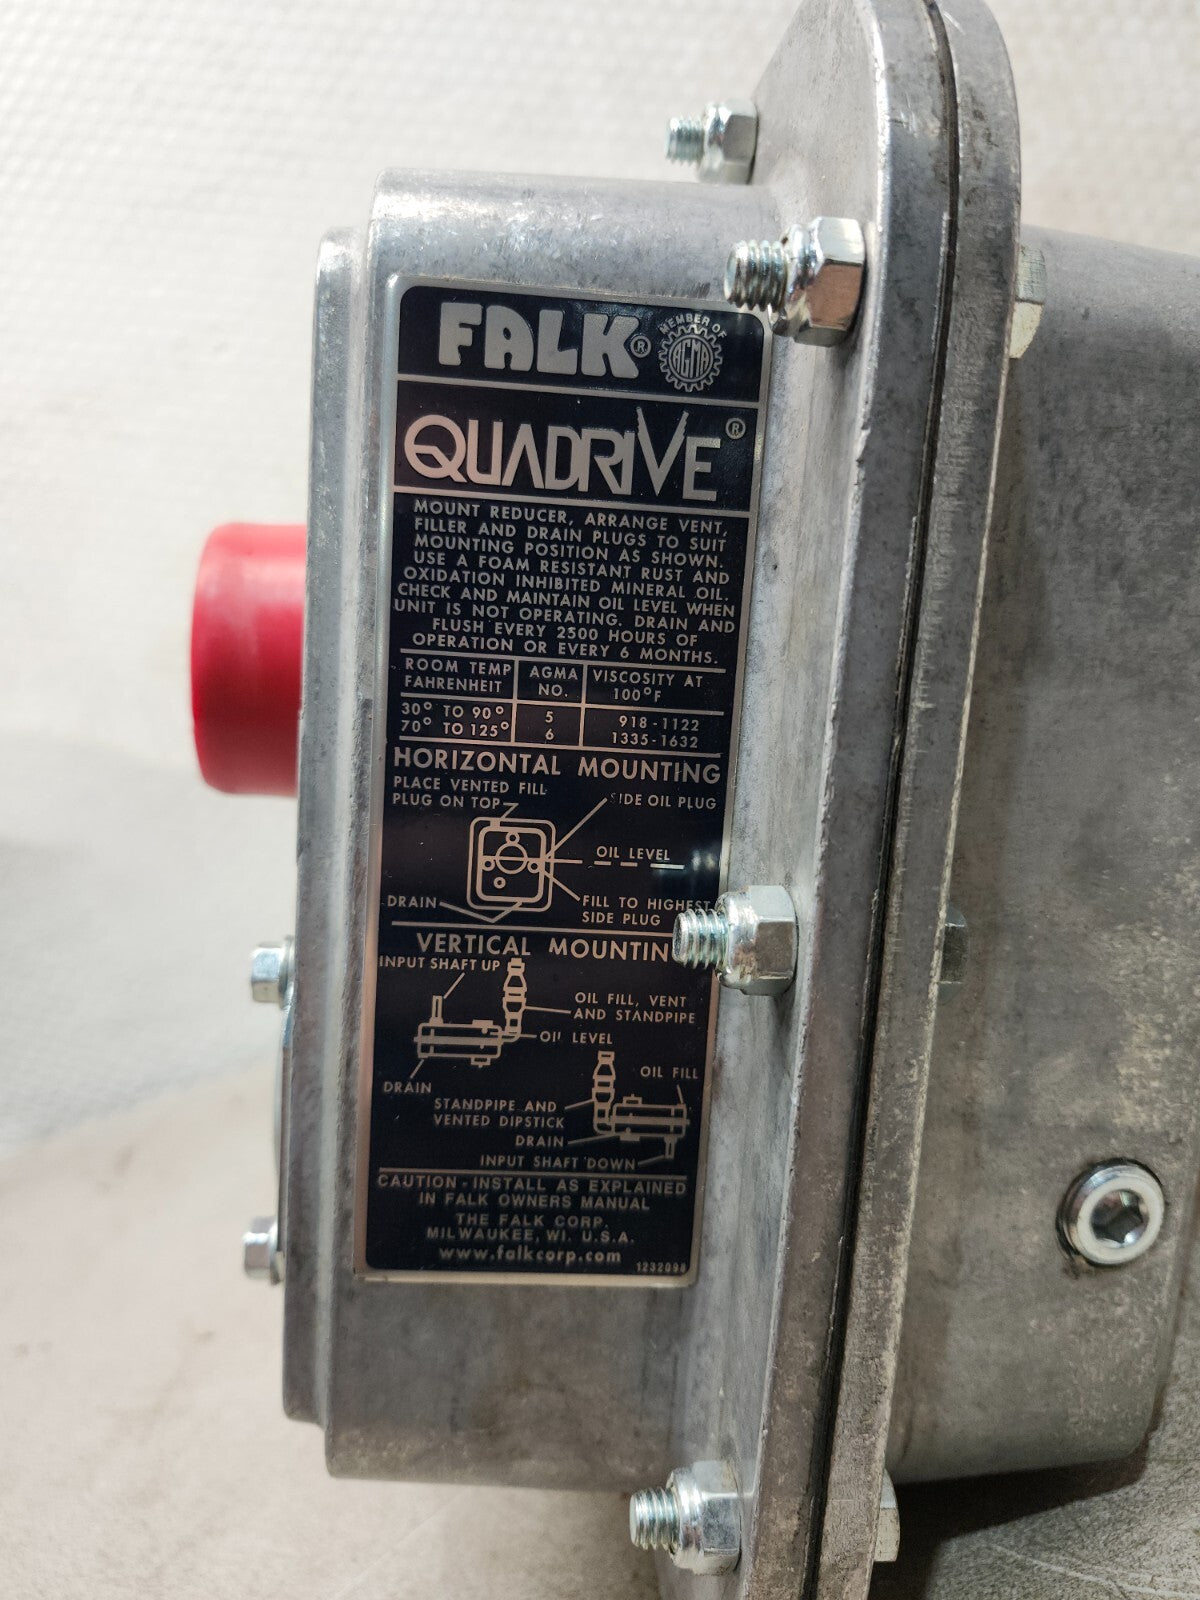 FALK®
MEMBER OF
AGMA
QUADRIVE®
MOUNT REDUCER, ARRANGE VENT,
FILLER AND DRAIN PLUGS TO SUIT
MOUNTING POSITION AS SHOWN.
USE A FOAM RESISTANT RUST AND
OXIDATION INHIBITED MINERAL OIL.
CHECK AND MAINTAIN OIL LEVEL WHEN
UNIT IS NOT OPERATING. DRAIN AND
FLUSH EVERY 2500 HOURS OF
OPERATION OR EVERY 6 MONTHS.
ROOM TEMP AGMA VISCOSITY AT
FAHRENHEIT NO. 100°F
30° TO 90° 5 918-1122
70° TO 125° 6 1335-1632
HORIZONTAL MOUNTING
PLACE VENTED FILL
PLUG ON TOP
SIDE OIL PLUG
OIL LEVEL
DRAIN
FILL TO HIGHEST
SIDE PLUG
VERTICAL MOUNTIN
INPUT SHAFT UP
OIL FILL, VENT
AND STANDPIPE
OIL LEVEL
DRAIN
OIL FILL
STANDPIPE AND
VENTED DIPSTICK
DRAIN
INPUT SHAFT DOWN
CAUTION - INSTALL AS EXPLAINED
IN FALK OWNERS MANUAL
THE FALK CORP.
MILWAUKEE, WI. U.S.A.
www.falkcorp.com
1232098